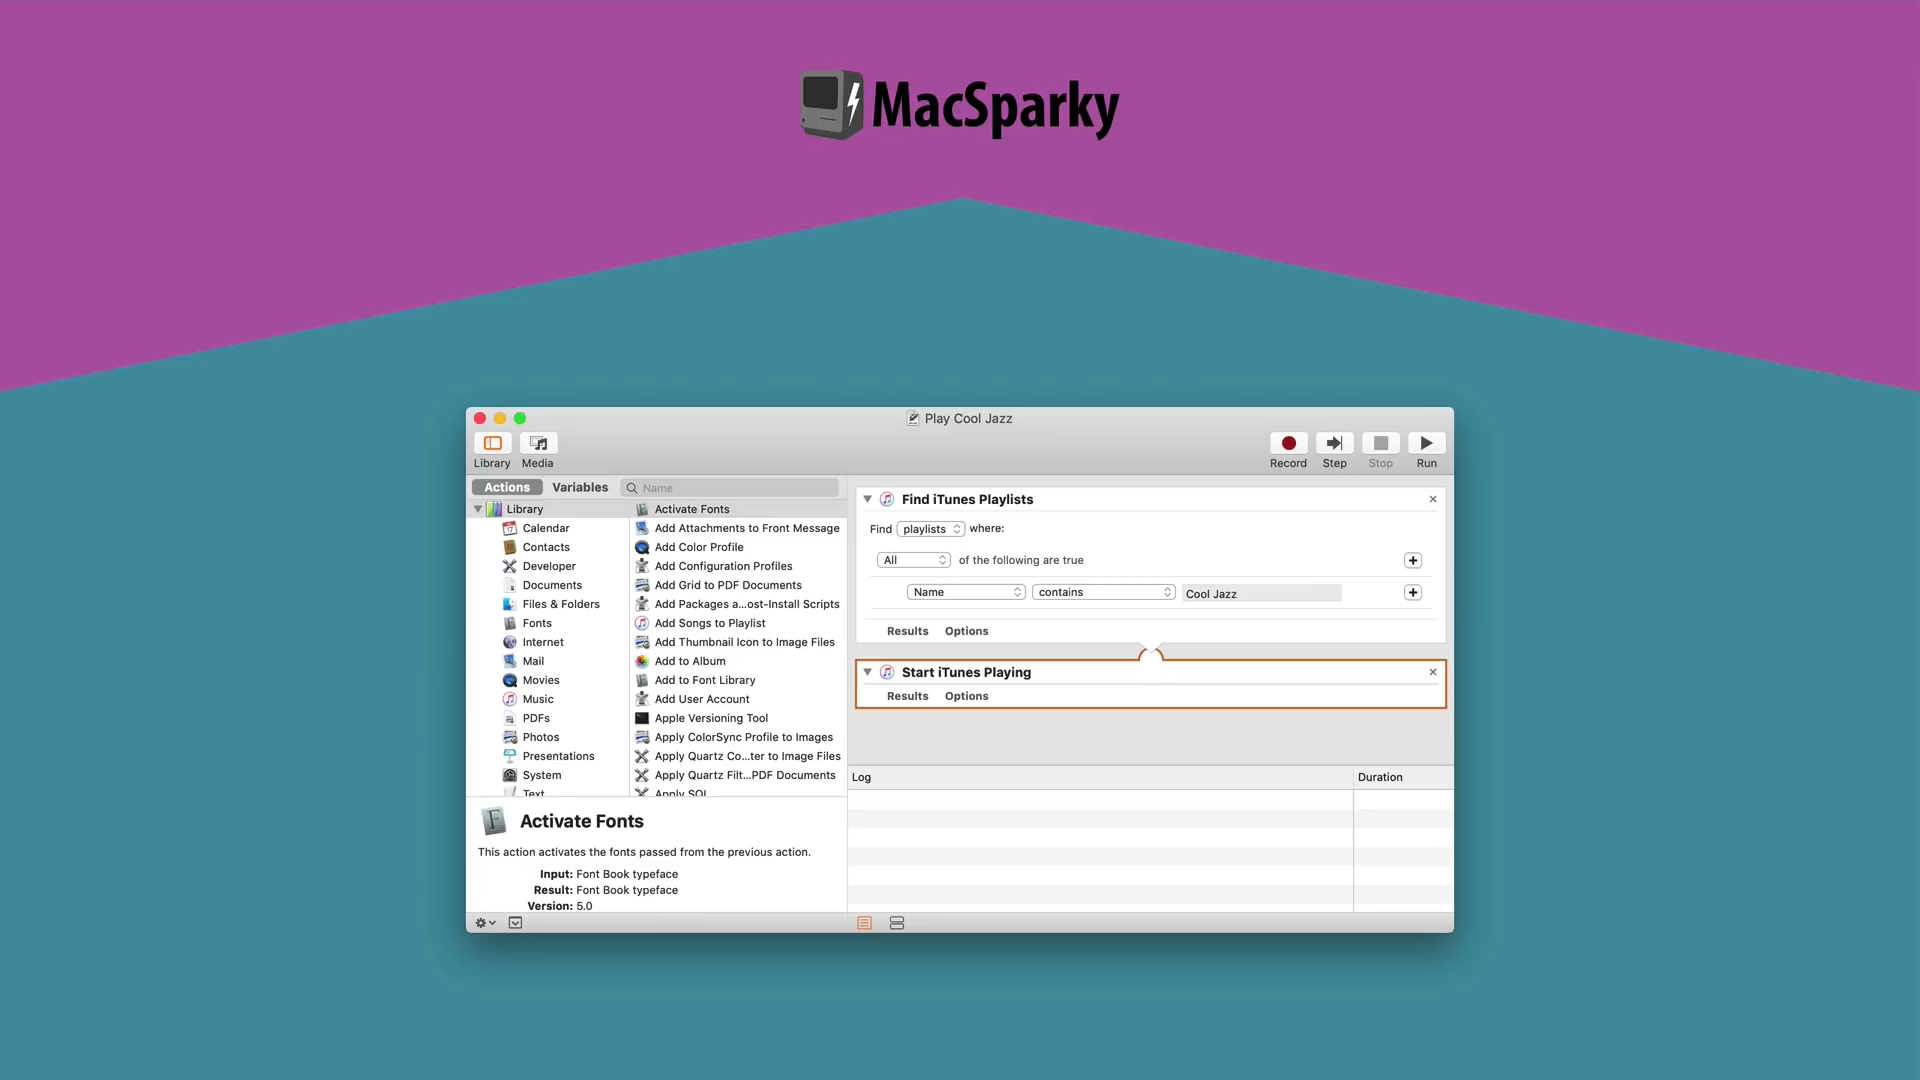 MacSparky
Play Cool Jazz
Library
Media
Record
Step
Stop
Run
Actions
Variables
Name
Library
Calendar
Contacts
Developer
Documents
Files & Folders
Fonts
Internet
Mail
Movies
Music
PDFs
Photos
Presentations
System
Text
Activate Fonts
Add Attachments to Front Message
Add Color Profile
Add Configuration Profiles
Add Grid to PDF Documents
Add Packages a...ost-Install Scripts
Add Songs to Playlist
Add Thumbnail Icon to Image Files
Add to Album
Add to Font Library
Add User Account
Apple Versioning Tool
Apply ColorSync Profile to Images
Apply Quartz Co...ter to Image Files
Apply Quartz Filt...PDF Documents
Apply SQL
Activate Fonts
This action activates the fonts passed from the previous action.
Input: Font Book typeface
Result: Font Book typeface
Version: 5.0
Find iTunes Playlists
Find playlists where:
All of the following are true
Name contains Cool Jazz
Results Options
Start iTunes Playing
Results Options
Log
Duration